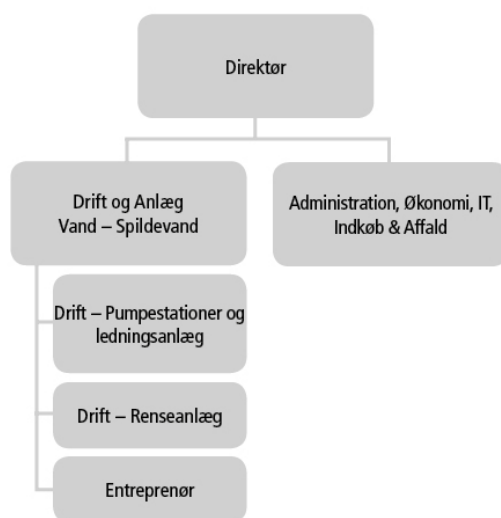 Direktør
Drift og Anlæg
Vand – Spildevand
Administration, Økonomi, IT,
Indkøb & Affald
Drift – Pumpestationer og
ledningsanlæg
Drift – Renseanlæg
Entreprenør